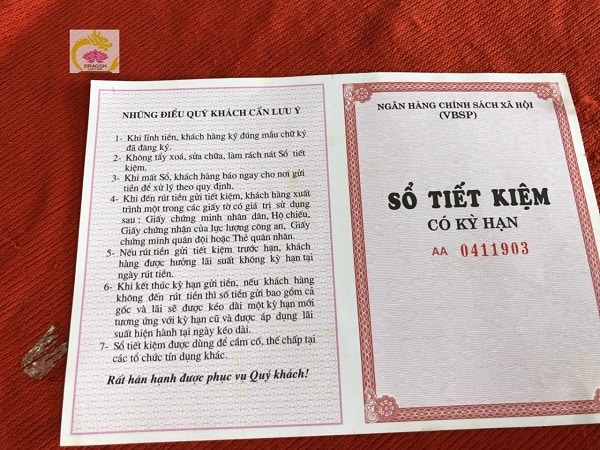 DRAGON
NHỮNG ĐIỀU QUÝ KHÁCH CẦN LƯU Ý
1- Khi lĩnh tiền, khách hàng ký đúng mẫu chữ ký
đã đăng ký.
2- Không tẩy xoá, sửa chữa, làm rách nát Sổ tiết
kiệm.
3- Khi mất Sổ, khách hàng báo ngay cho nơi gửi
tiền để xử lý theo quy định.
4- Khi đến rút tiền gửi tiết kiệm, khách hàng xuất
trình một trong các giấy tờ có giá trị sử dụng
sau : Giấy chứng minh nhân dân, Hộ chiếu,
Giấy chứng nhận của lực lượng công an, Giấy
chứng minh quân đội hoặc Thẻ quân nhân.
5- Nếu rút tiền gửi tiết kiệm trước hạn, khách
hàng được hưởng lãi suất không kỳ hạn tại
ngày rút tiền.
6- Khi kết thúc kỳ hạn gửi tiền, nếu khách hàng
không đến rút tiền thì số tiền gửi bao gồm cả
gốc và lãi sẽ được kéo dài một kỳ hạn mới
tương ứng với kỳ hạn cũ và được áp dụng lãi
suất hiện hành tại ngày kéo dài.
7- Sổ tiết kiệm được dùng để cầm cố, thế chấp tại
các tổ chức tín dụng khác.
Rất hân hạnh được phục vụ Quý khách!
NGÂN HÀNG CHÍNH SÁCH XÃ HỘI
(VBSP)
SỔ TIẾT KIỆM
CÓ KỲ HẠN
AA 0411903